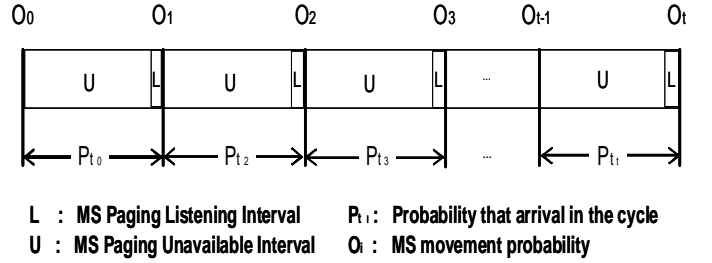 O₀ O₁ O₂ O₃ Oₜ₋₁ Oₜ
U L U L U L ... U L
Pt₀ Pt₂ Pt₃ ... Ptₜ
L : MS Paging Listening Interval Pₜᵢ: Probability that arrival in the cycle
U : MS Paging Unavailable Interval Oᵢ : MS movement probability